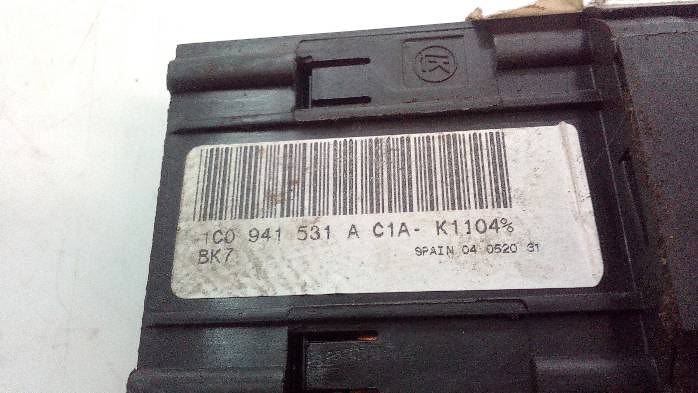 1C0 941 531 A C1A- K1104%
BK7 SPAIN 04 0520 31